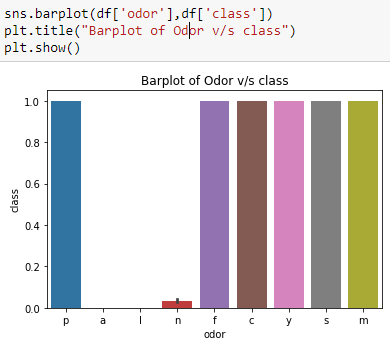 sns.barplot(df['odor'],df['class'])
plt.title("Barplot of Odor v/s class")
plt.show()
Barplot of Odor v/s class
1.0
0.8
0.6
0.4
0.2
0.0
class
p a l n f c y s m
odor